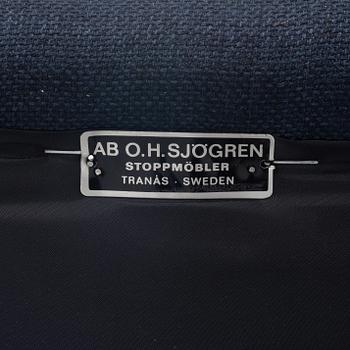 AB O.H. SJÖGREN
STOPPMÖBLER
TRANÅS SWEDEN